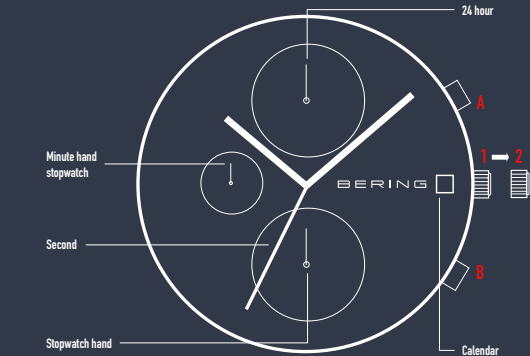 24 hour
A
1 2
Minute hand
stopwatch
BERING
Second
B
Stopwatch hand
Calendar